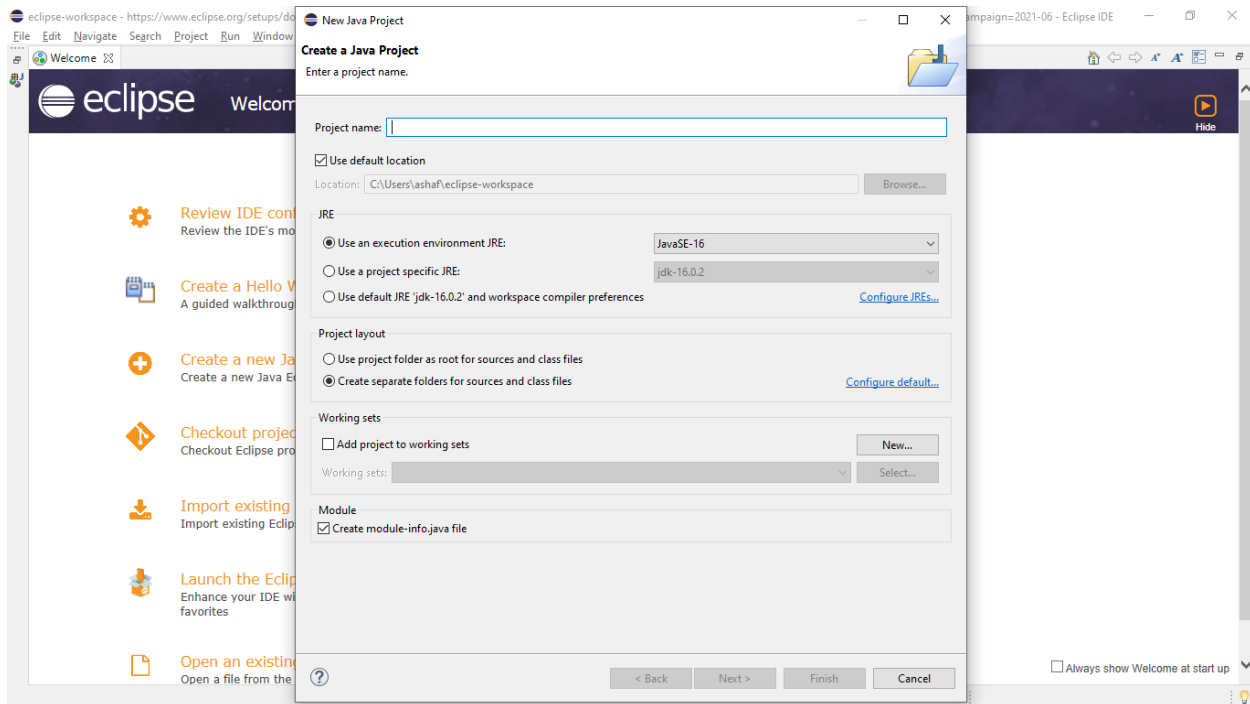 eclipse-workspace - https://www.eclipse.org/setups/do
ampaign=2021-06 - Eclipse IDE
File Edit Navigate Search Project Run Window
Welcome
eclipse Welcom
Hide
Review IDE conf
Review the IDE's mo
Create a Hello W
A guided walkthroug
Create a new Ja
Create a new Java Ec
Checkout projec
Checkout Eclipse pro
Import existing
Import existing Eclip
Launch the Eclip
Enhance your IDE wi
favorites
Open an existing
Open a file from the
Always show Welcome at start up
New Java Project
Create a Java Project
Enter a project name.
Project name:
Use default location
Location: C:\Users\ashaf\eclipse-workspace Browse...
JRE
Use an execution environment JRE: JavaSE-16
Use a project specific JRE: jdk-16.0.2
Use default JRE 'jdk-16.0.2' and workspace compiler preferences Configure JREs...
Project layout
Use project folder as root for sources and class files
Create separate folders for sources and class files Configure default...
Working sets
Add project to working sets New...
Working sets: Select...
Module
Create module-info.java file
? < Back Next > Finish Cancel